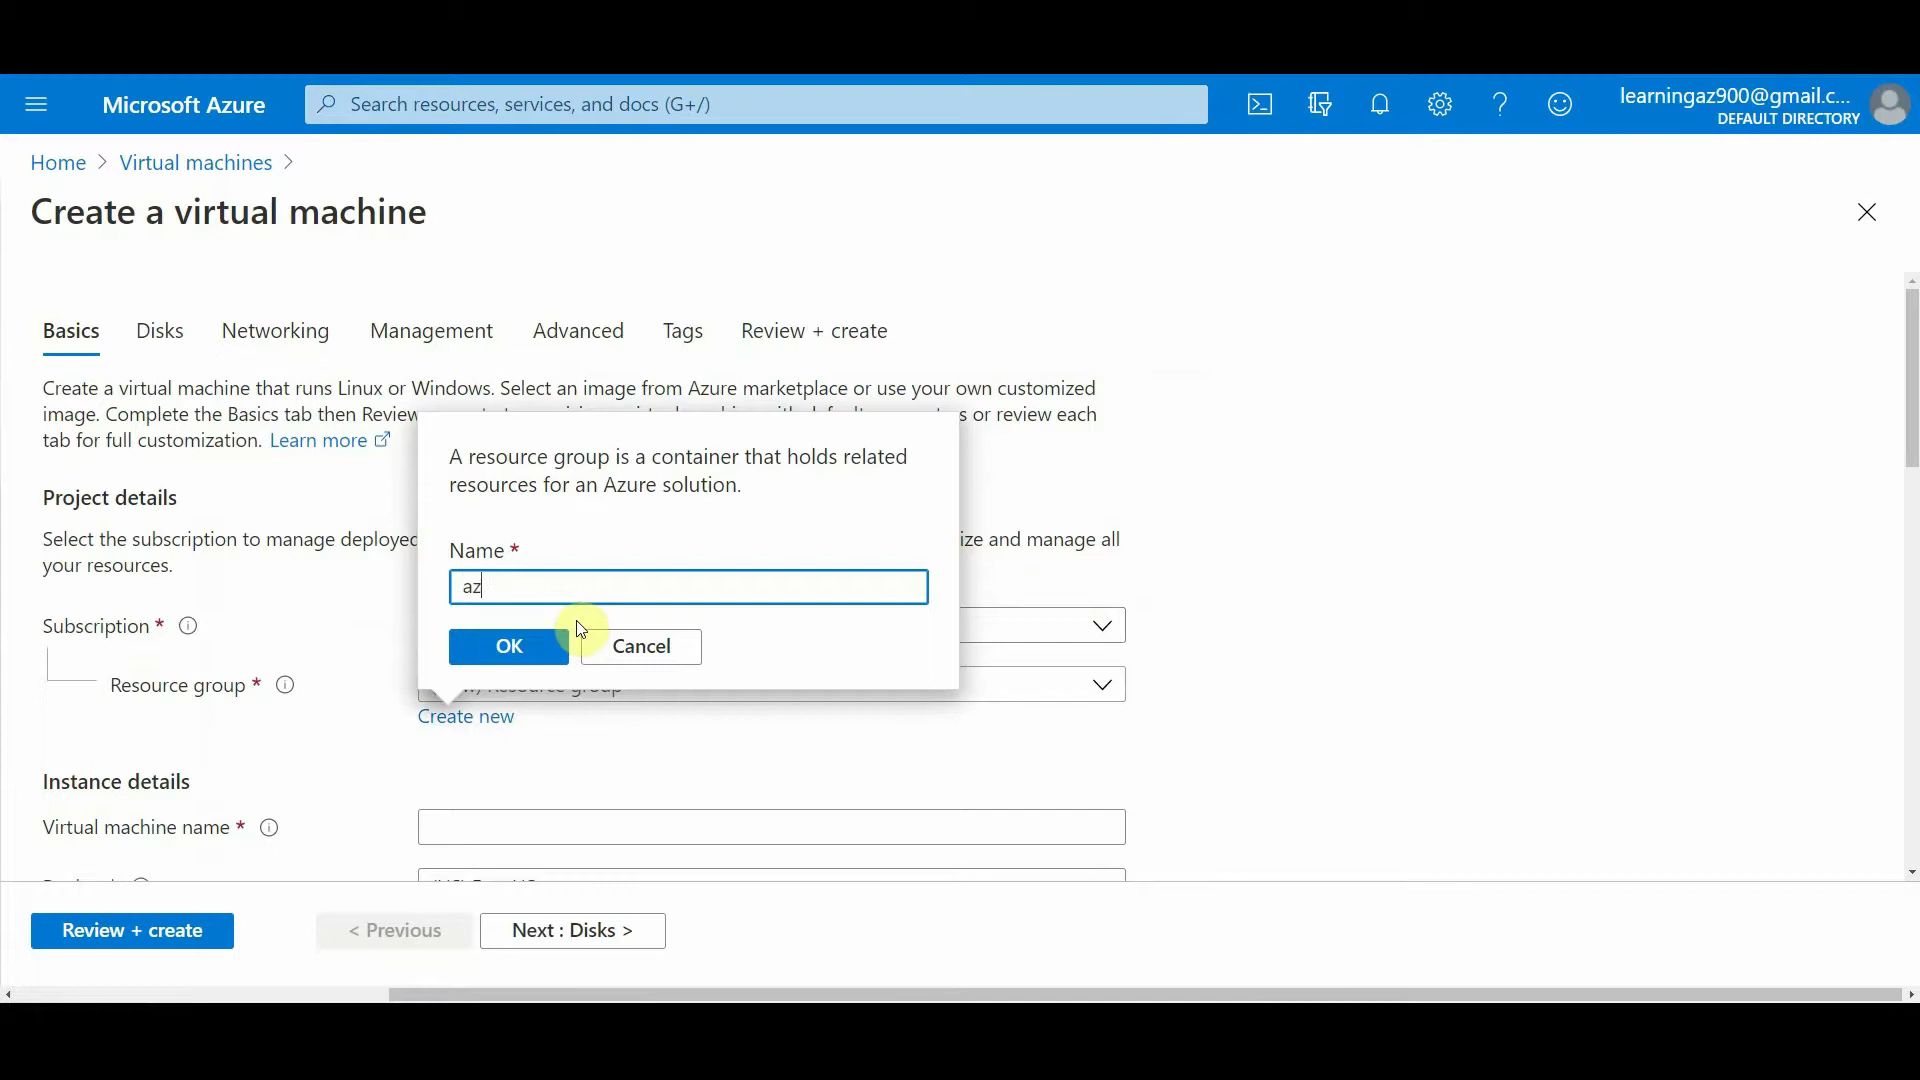 Microsoft Azure
Search resources, services, and docs (G+/)
learningaz900@gmail.c...
DEFAULT DIRECTORY
Home > Virtual machines >
Create a virtual machine
Basics Disks Networking Management Advanced Tags Review + create
Create a virtual machine that runs Linux or Windows. Select an image from Azure marketplace or use your own customized
image. Complete the Basics tab then Review
s or review each
tab for full customization. Learn more
A resource group is a container that holds related
resources for an Azure solution.
Name *
az
OK Cancel
Project details
Select the subscription to manage deployed
ize and manage all
your resources.
Subscription *
Resource group *
Resource group
Create new
Instance details
Virtual machine name *
Review + create < Previous Next : Disks >